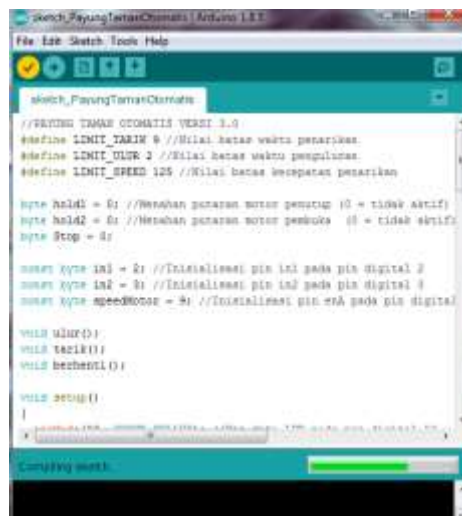 sketch_PayungTamanOtomatis | Arduino 1.8.5
File Edit Sketch Tools Help
sketch_PayungTamanOtomatis
//PAYUNG TAMAN OTOMATIS VERSI 3.0
#define LIMIT_TARIK 9 //Nilai batas waktu penarikan
#define LIMIT_ULUR 2 //Nilai batas waktu penguluran
#define LIMIT_SPEED 125 //Nilai batas kecepatan penarikan
byte hold1 = 0; //Menahan putaran motor penutup (0 = tidak aktif)
byte hold2 = 0; //Menahan putaran motor pembuka (0 = tidak aktif)
byte Stop = 0;
const byte in1 = 2; //Inisialisasi pin in1 pada pin digital 2
const byte in2 = 3; //Inisialisasi pin in2 pada pin digital 3
const byte speedMotor = 9; //Inisialisasi pin enA pada pin digital
void ulur();
void tarik();
void berhenti();
void setup()
{
Compiling sketch...